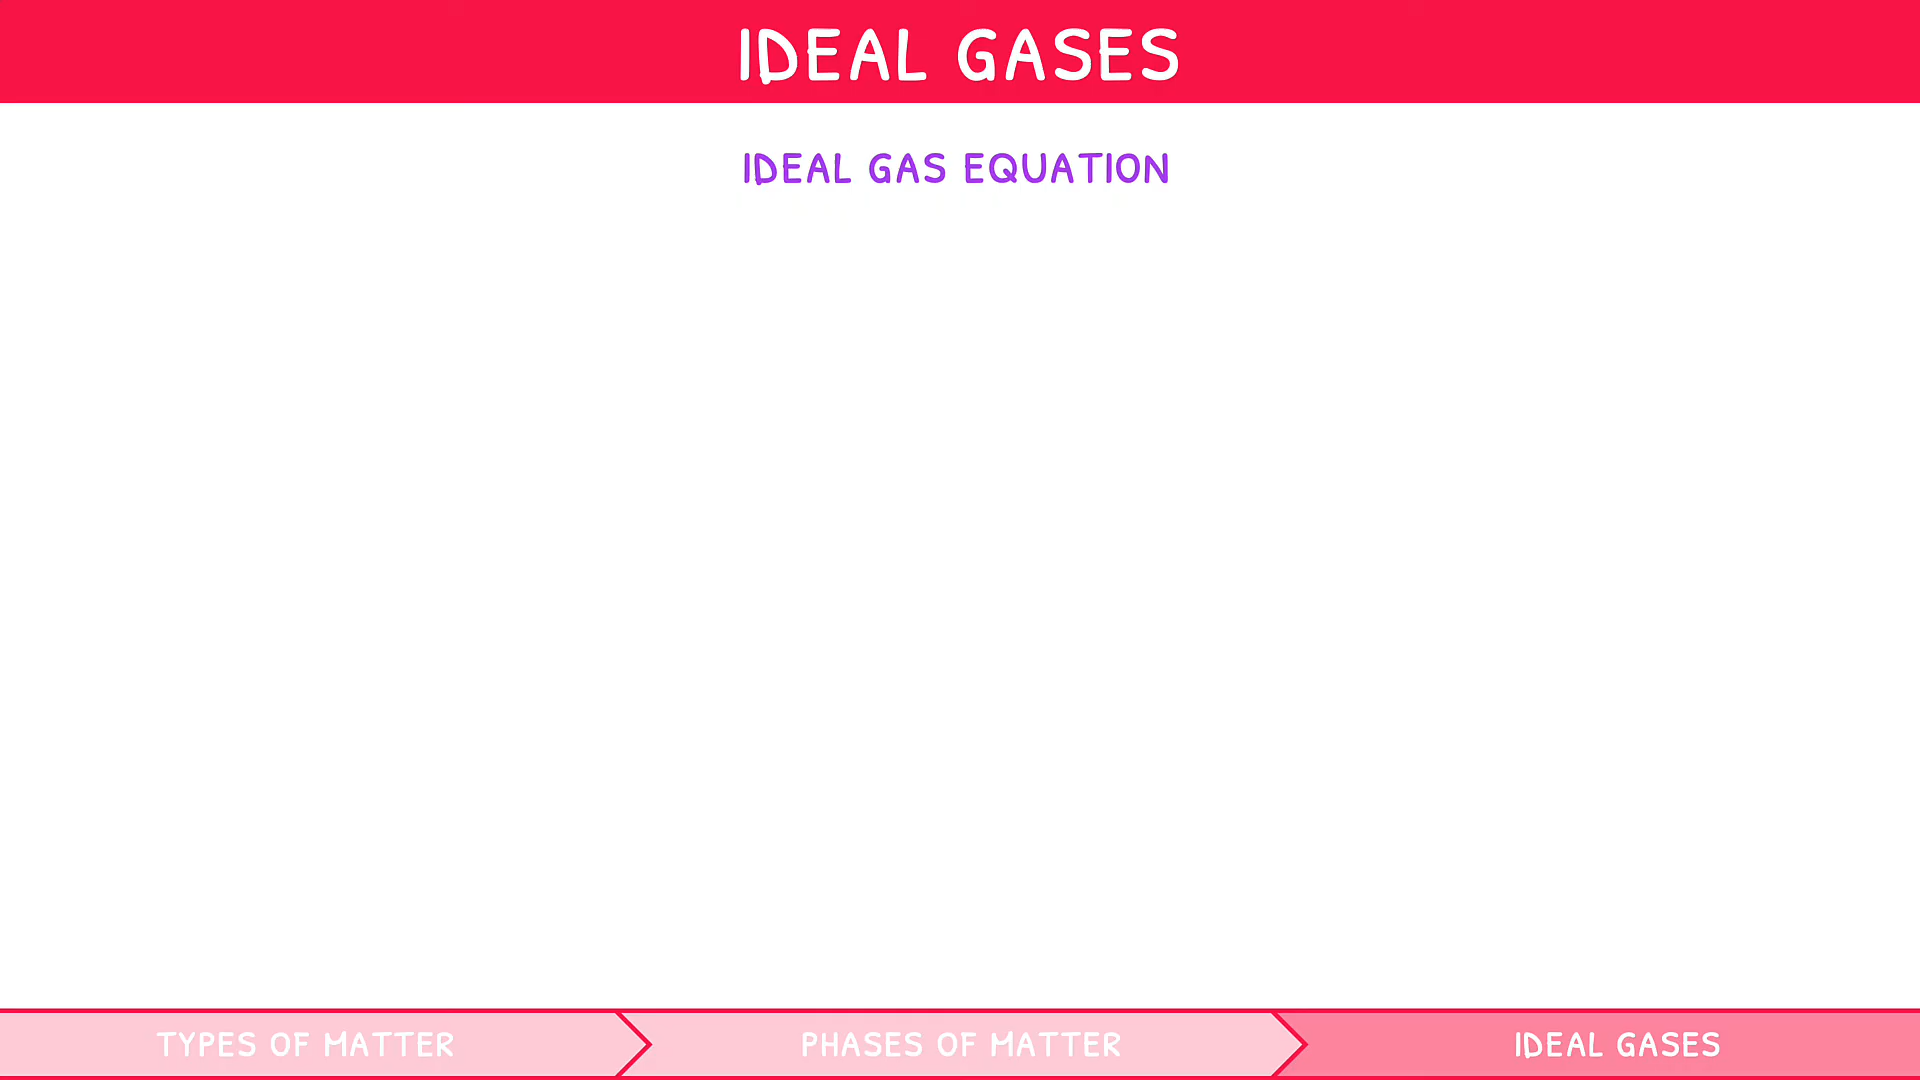 IDEAL GASES
IDEAL GAS EQUATION
TYPES OF MATTER
PHASES OF MATTER
IDEAL GASES